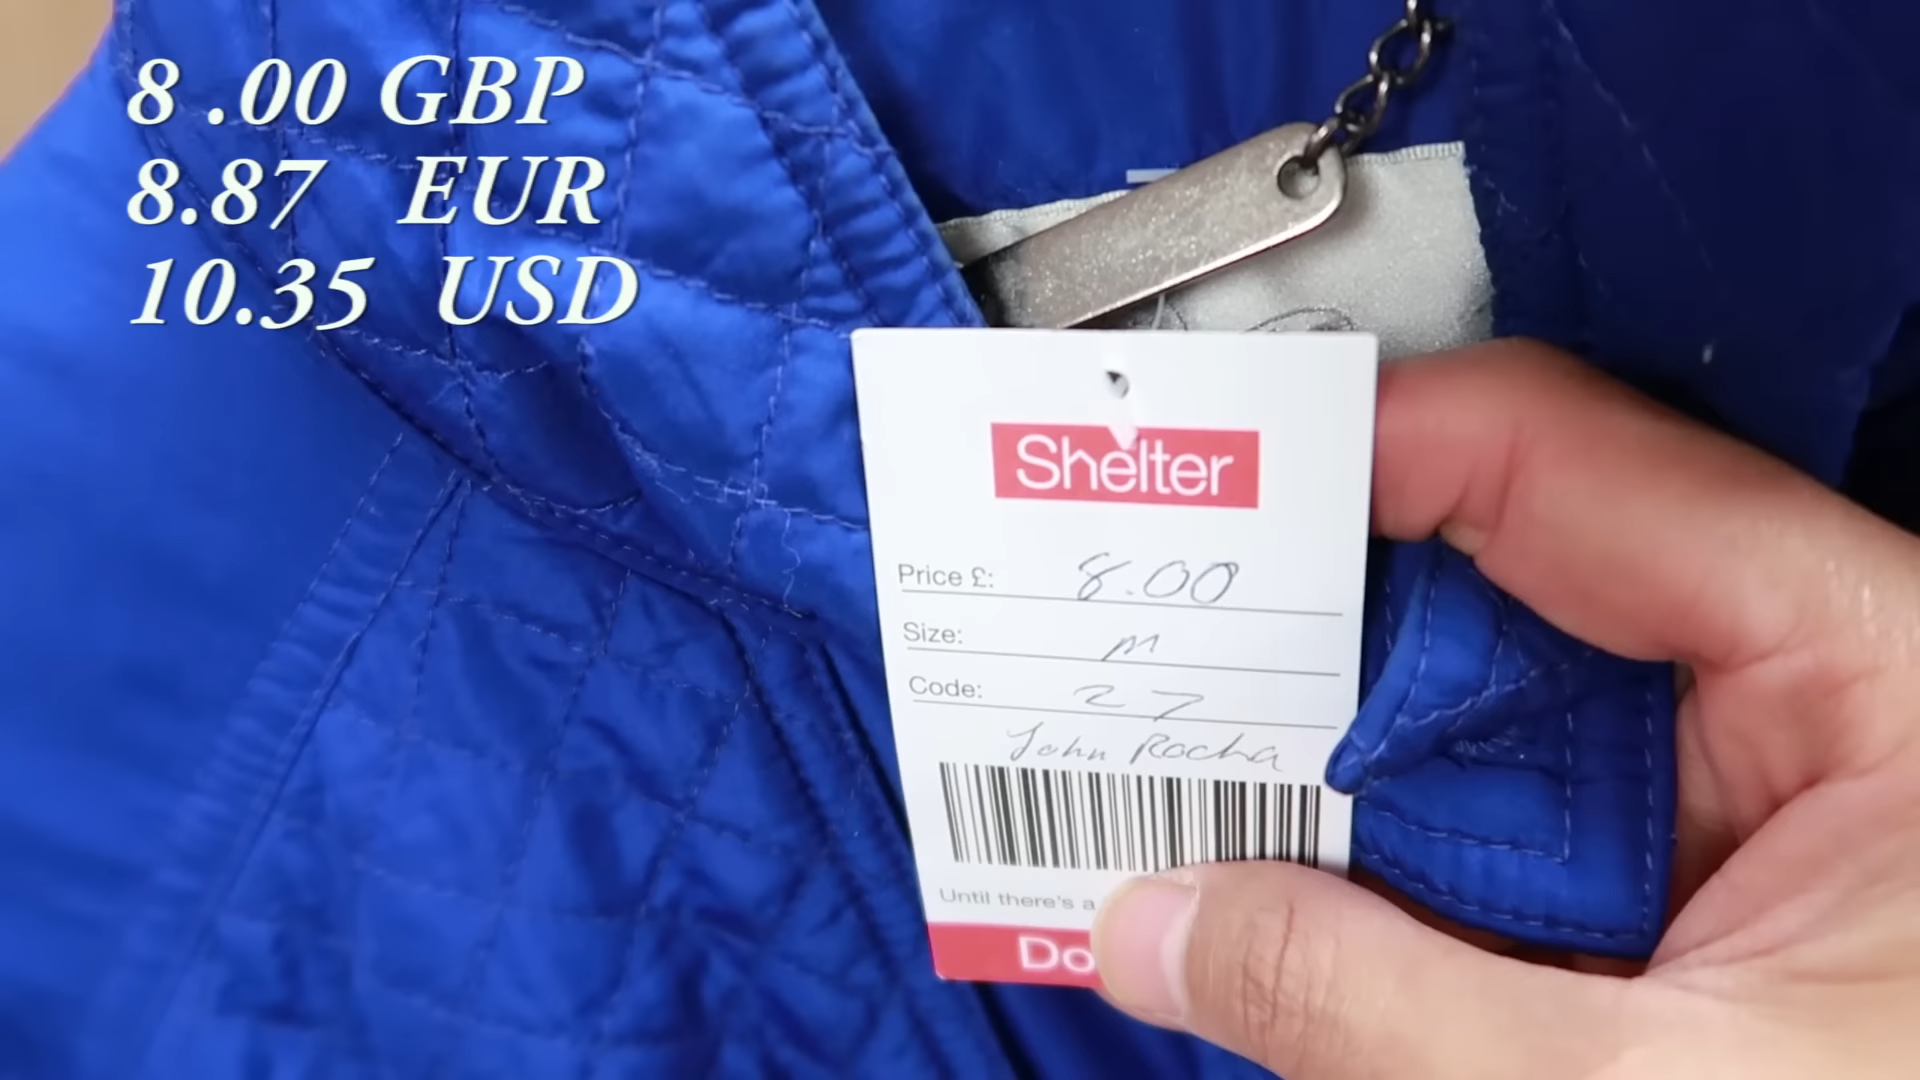 8 .00 GBP
8.87 EUR
10.35 USD
Shelter
Price £: 8.00
Size: M
Code: 27
John Rocha
Until there's a
Do